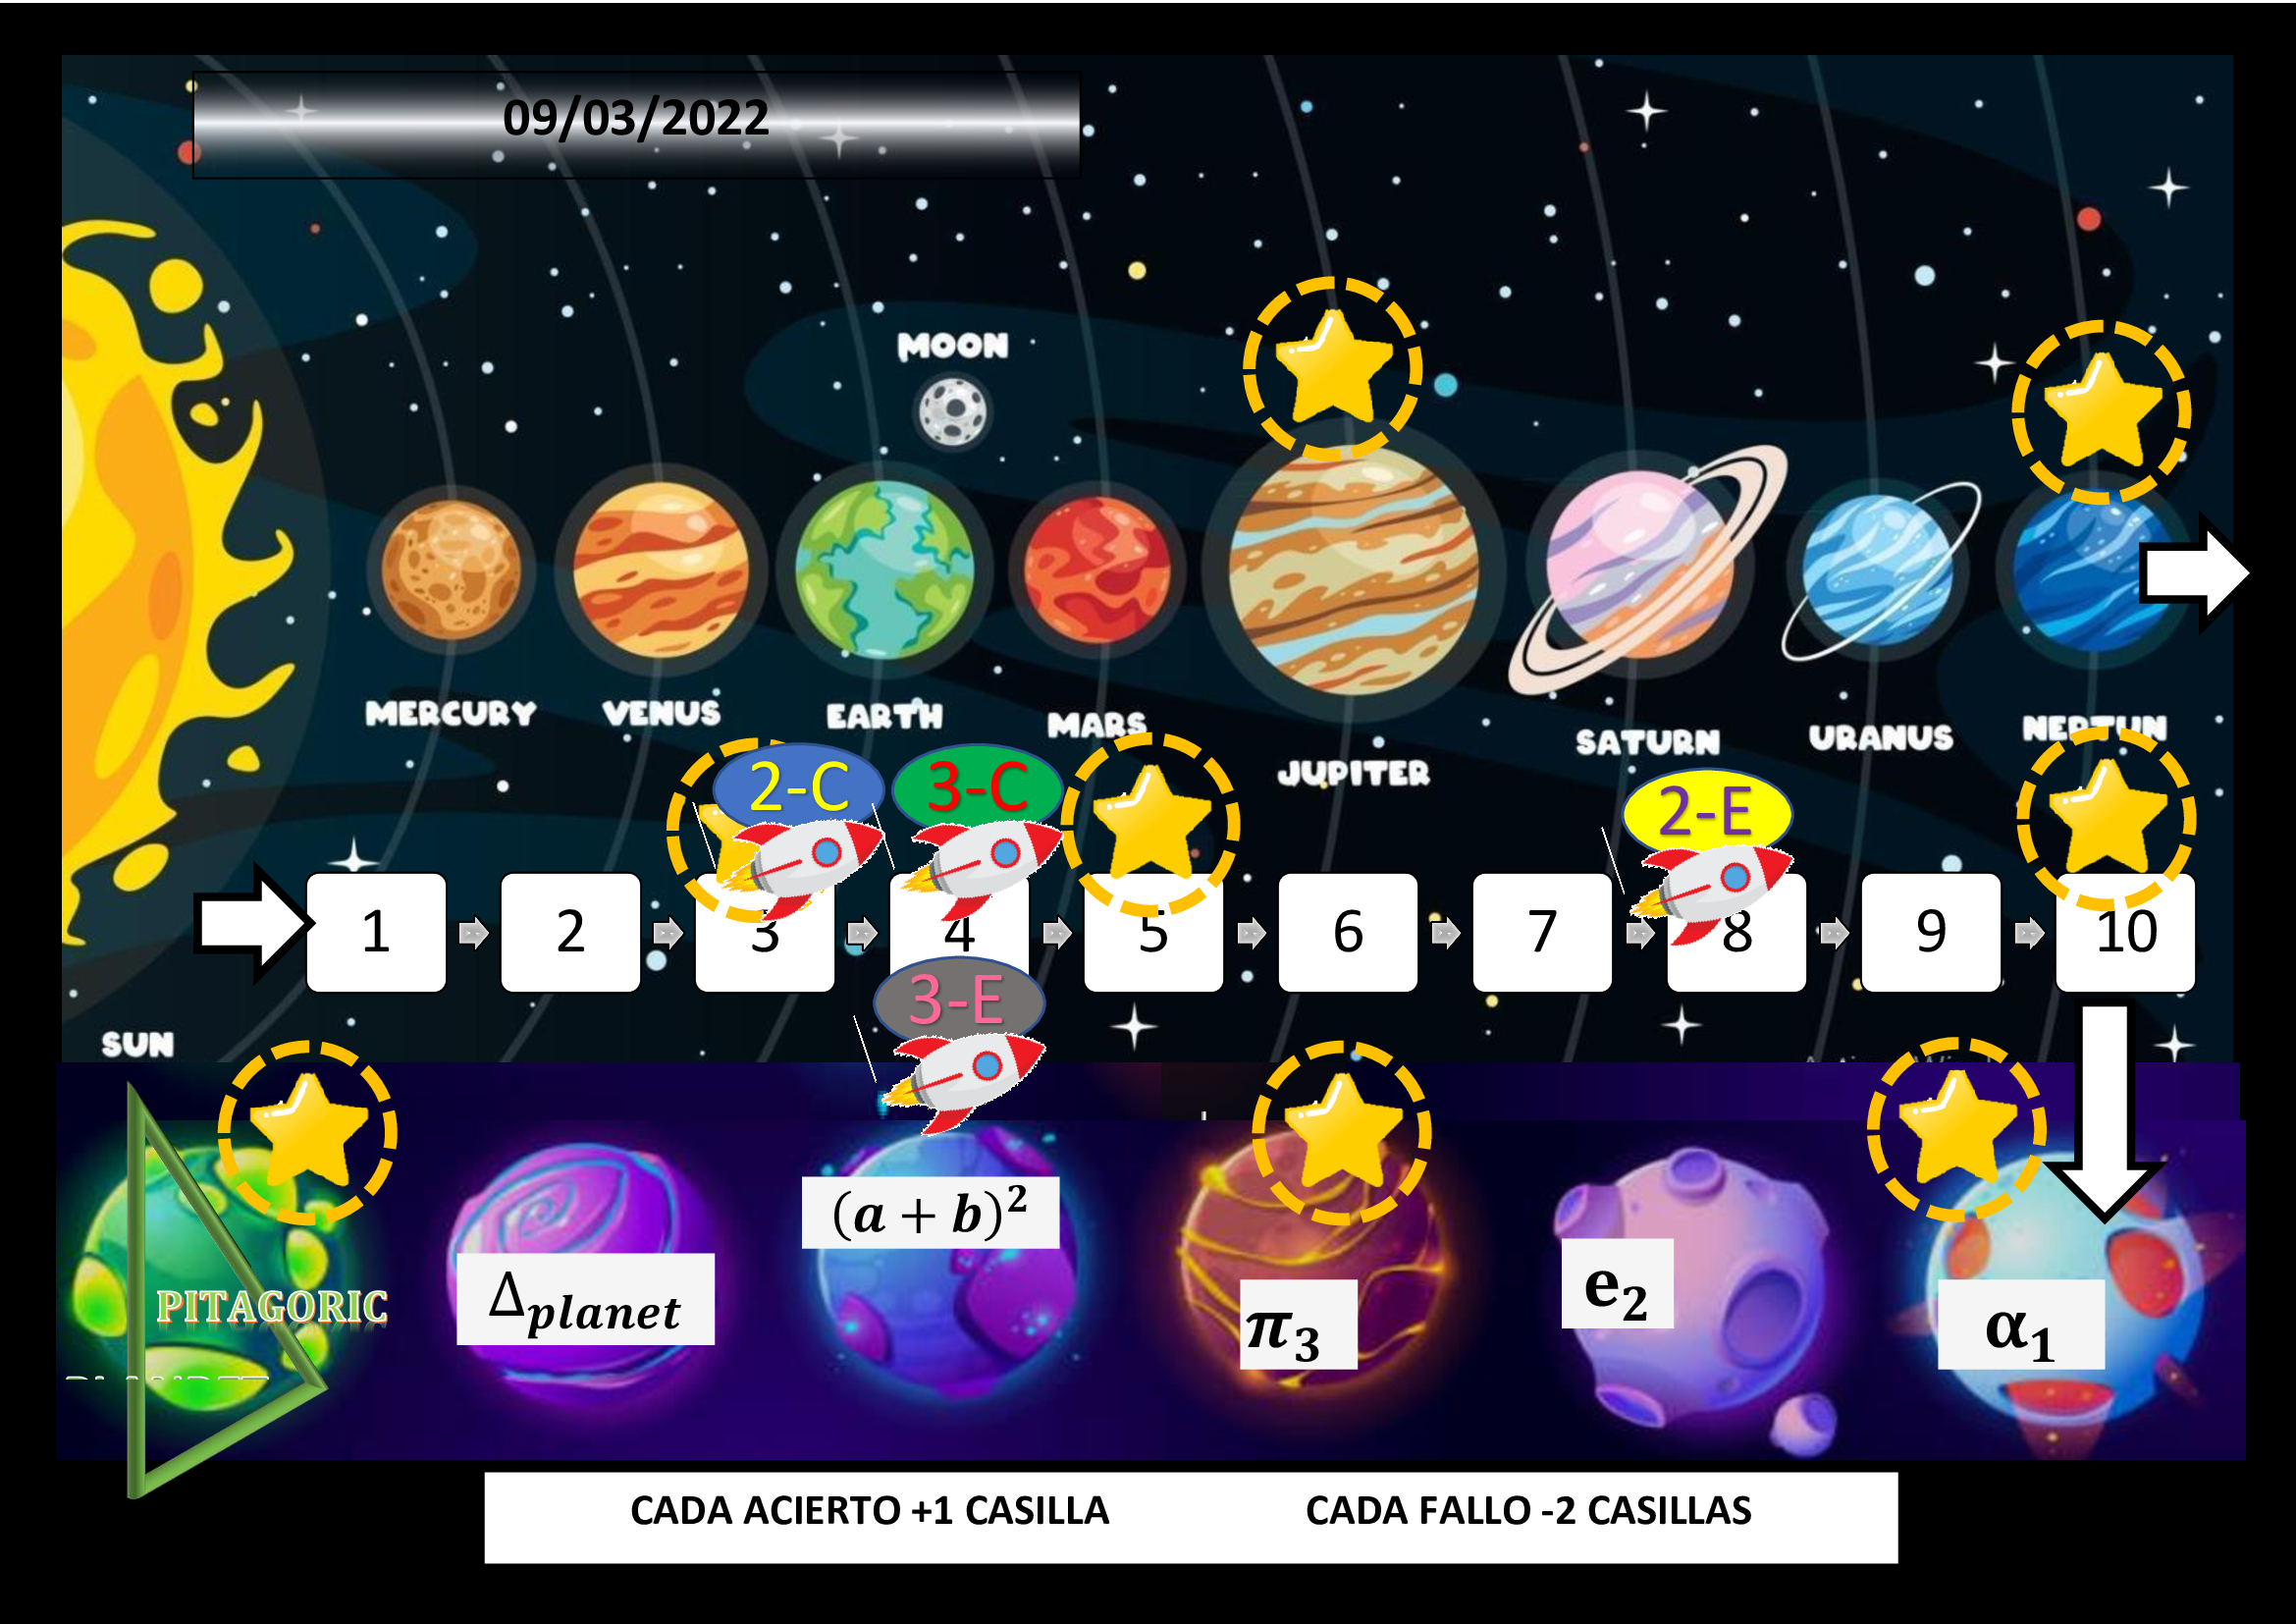 09/03/2022
MOON
MERCURY
VENUS
EARTH
MARS
JUPITER
SATURN
URANUS
NEPTUN
2-C
3-C
2-E
1
2
3
4
5
6
7
8
9
10
3-E
SUN
PITAGORIC
Δ_planet
(a + b)²
π₃
e₂
α₁
CADA ACIERTO +1 CASILLA CADA FALLO -2 CASILLAS